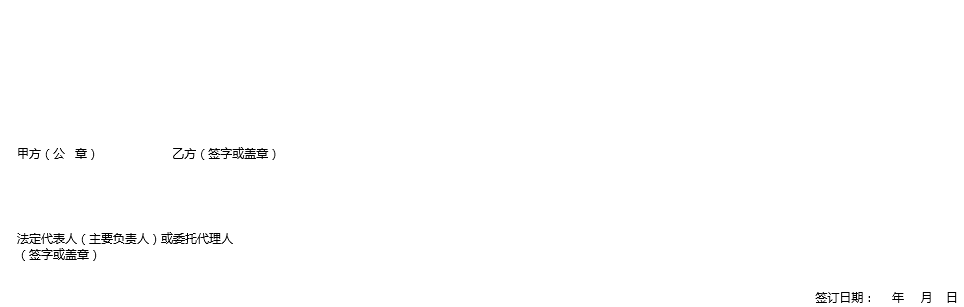 甲方（公　章）　　　　　　乙方（签字或盖章）
法定代表人（主要负责人）或委托代理人
（签字或盖章）
签订日期：　年　月　日